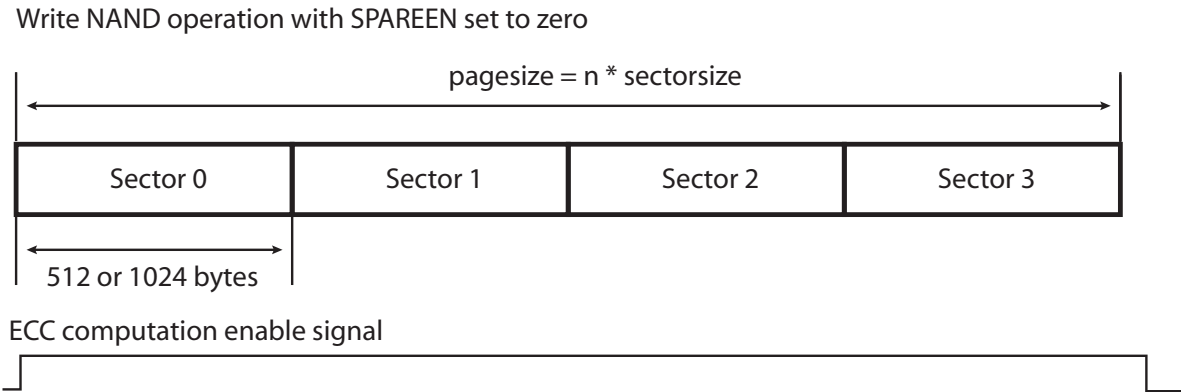 Write NAND operation with SPAREEN set to zero
pagesize = n * sectorsize
Sector 0 Sector 1 Sector 2 Sector 3
512 or 1024 bytes
ECC computation enable signal